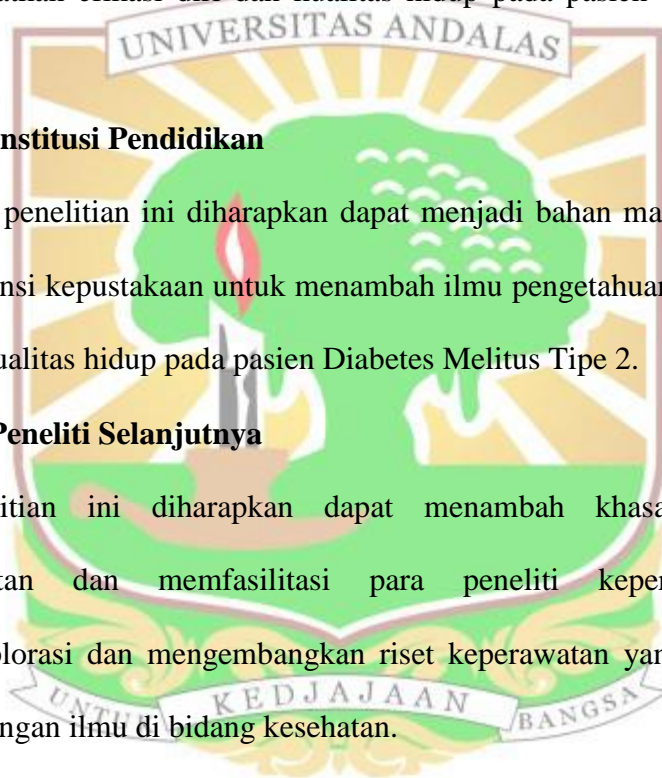 UNIVERSITAS ANDALAS
nstitusi Pendidikan
penelitian ini diharapkan dapat menjadi bahan ma
nsi kepustakaan untuk menambah ilmu pengetahuan
ualitas hidup pada pasien Diabetes Melitus Tipe 2.
Peneliti Selanjutnya
itian ini diharapkan dapat menambah khasa
tan dan memfasilitasi para peneliti keper
plorasi dan mengembangkan riset keperawatan yan
UNTUK KEDJAJAAN BANGSA
ngan ilmu di bidang kesehatan.